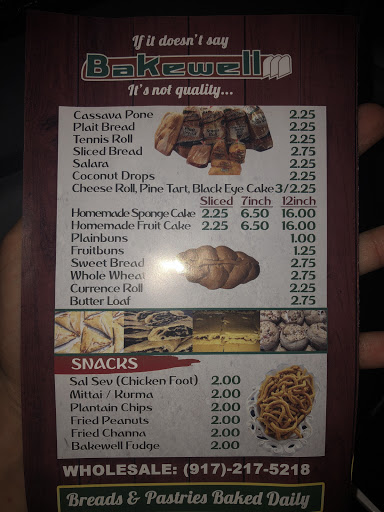 If it doesn't say
Bakewell
It's not quality...
Cassava Pone 2.25
Plait Bread 2.25
Tennis Roll 2.25
Sliced Bread 2.75
Salara 2.25
Coconut Drops 2.25
Cheese Roll, Pine Tart, Black Eye Cake 3/2.25
Sliced 7inch 12inch
Homemade Sponge Cake 2.25 6.50 16.00
Homemade Fruit Cake 2.25 6.50 16.00
Plainbuns 1.00
Fruitbuns 1.25
Sweet Bread 2.75
Whole Wheat 2.75
Currence Roll 2.25
Butter Loaf 2.75
SNACKS
Sal Sev (Chicken Foot) 2.00
Mittai / Kurma 2.00
Plantain Chips 2.00
Fried Peanuts 2.00
Fried Channa 2.00
Bakewell Fudge 2.00
WHOLESALE: (917)-217-5218
Breads & Pastries Baked Daily